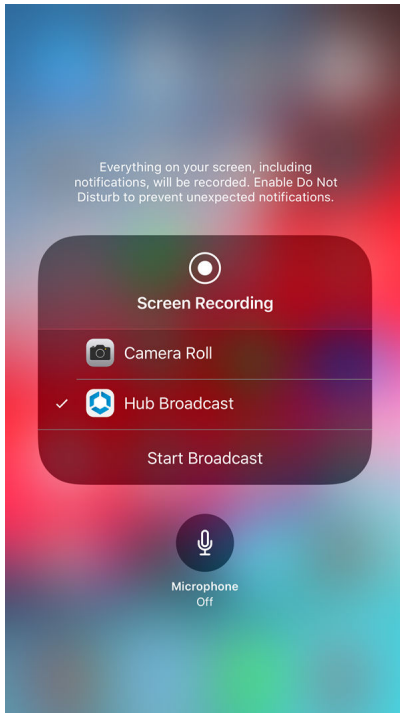 Everything on your screen, including
notifications, will be recorded. Enable Do Not
Disturb to prevent unexpected notifications.
Screen Recording
Camera Roll
Hub Broadcast
Start Broadcast
Microphone
Off